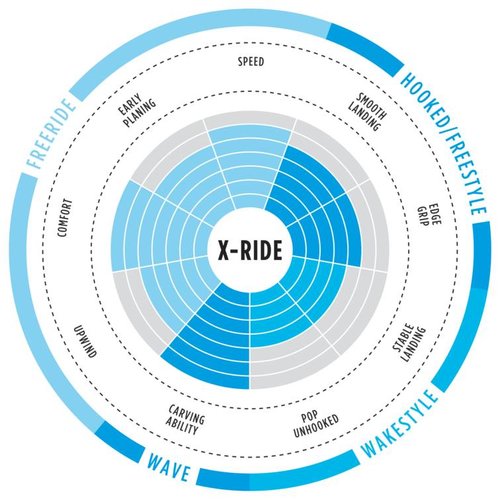 SPEED
SMOOTH
LANDING
HOOKED/FREESTYLE
EDGE
GRIP
STABLE
LANDING
WAKESTYLE
POP
UNHOOKED
CARVING
ABILITY
WAVE
UPWIND
COMFORT
FREERIDE
EARLY
PLANING
X-RIDE